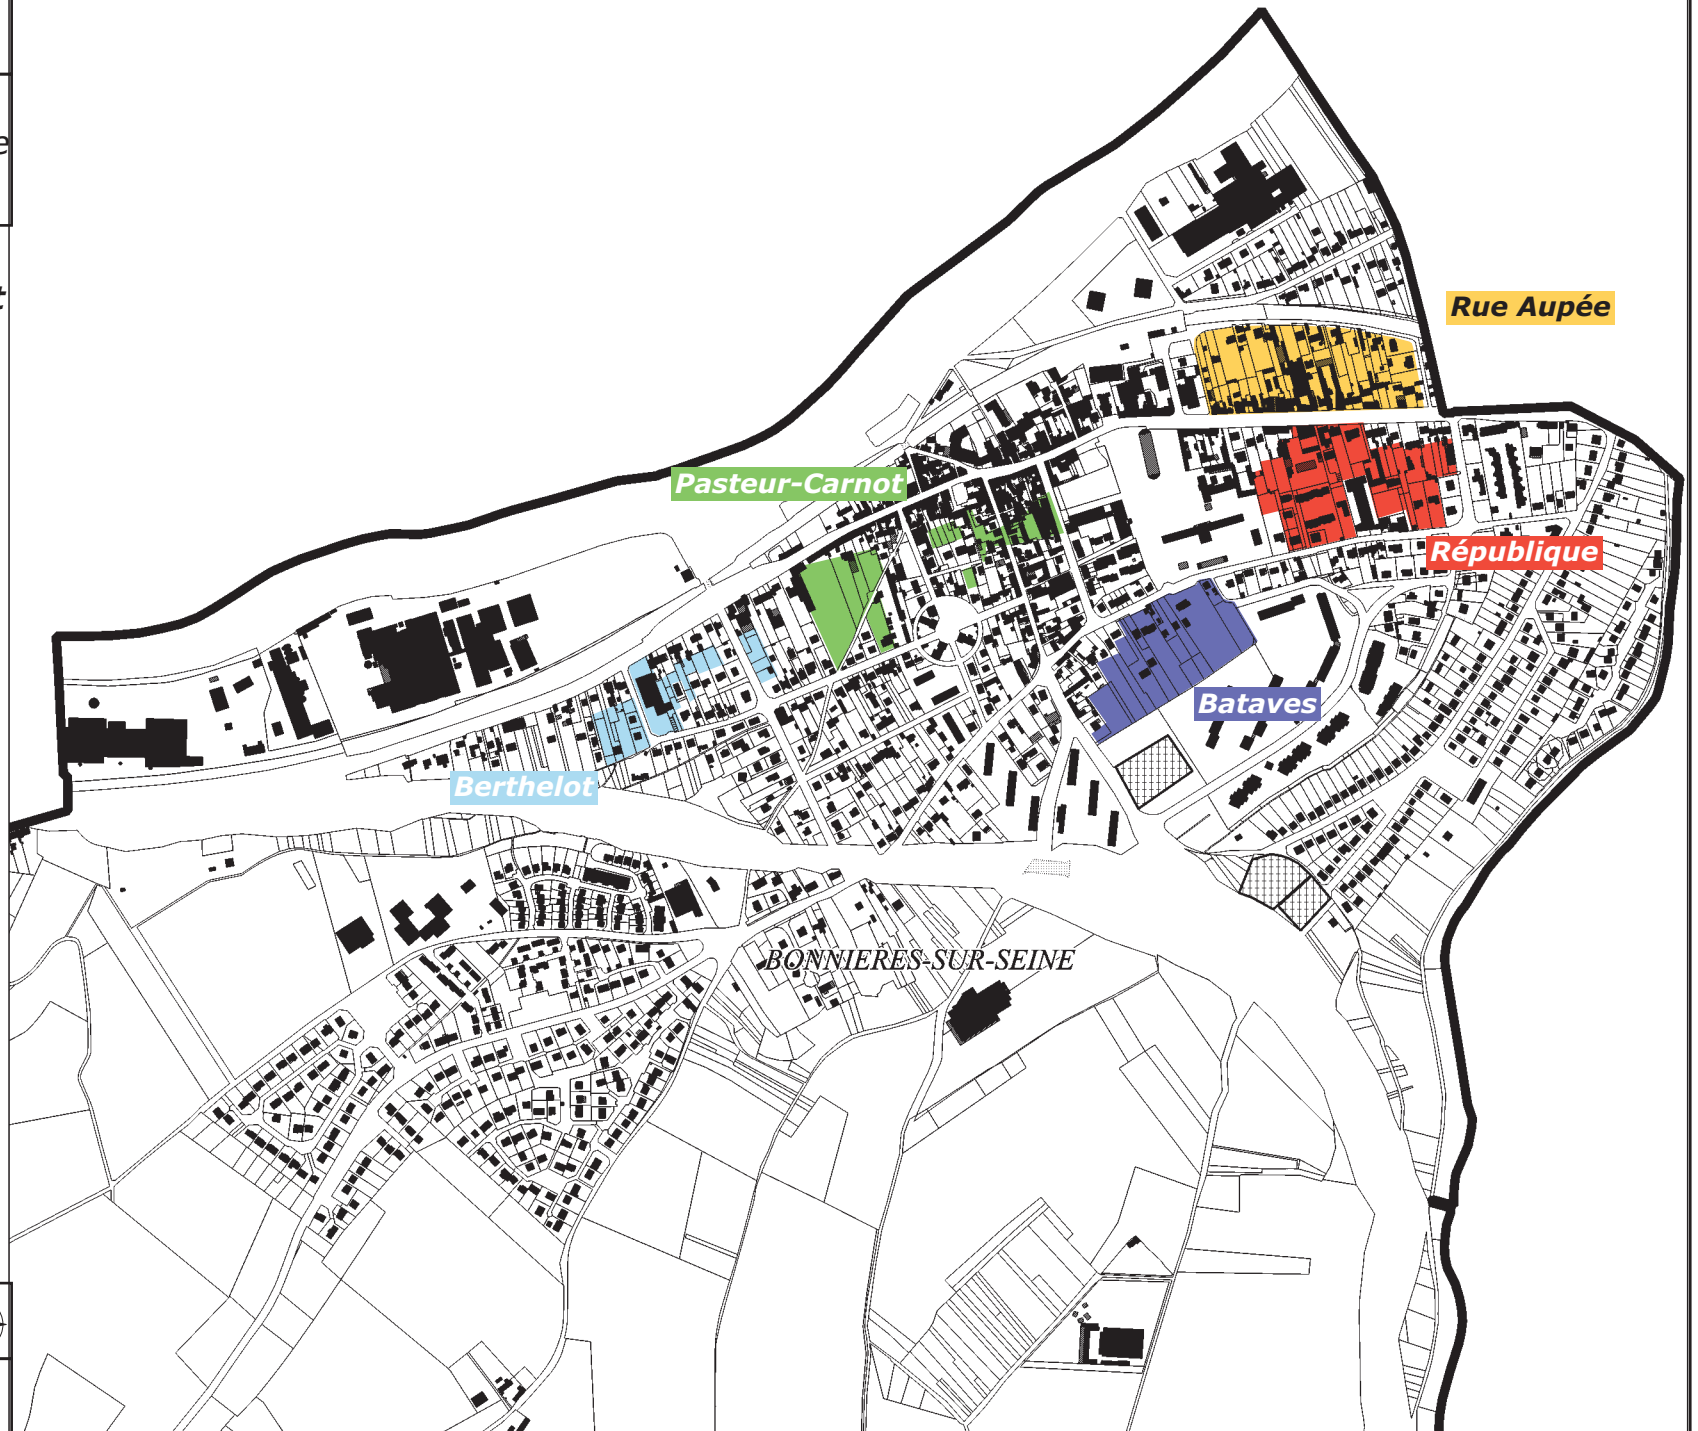 e
Rue Aupée
Pasteur-Carnot
République
Bataves
Berthelot
BONNIERES-SUR-SEINE